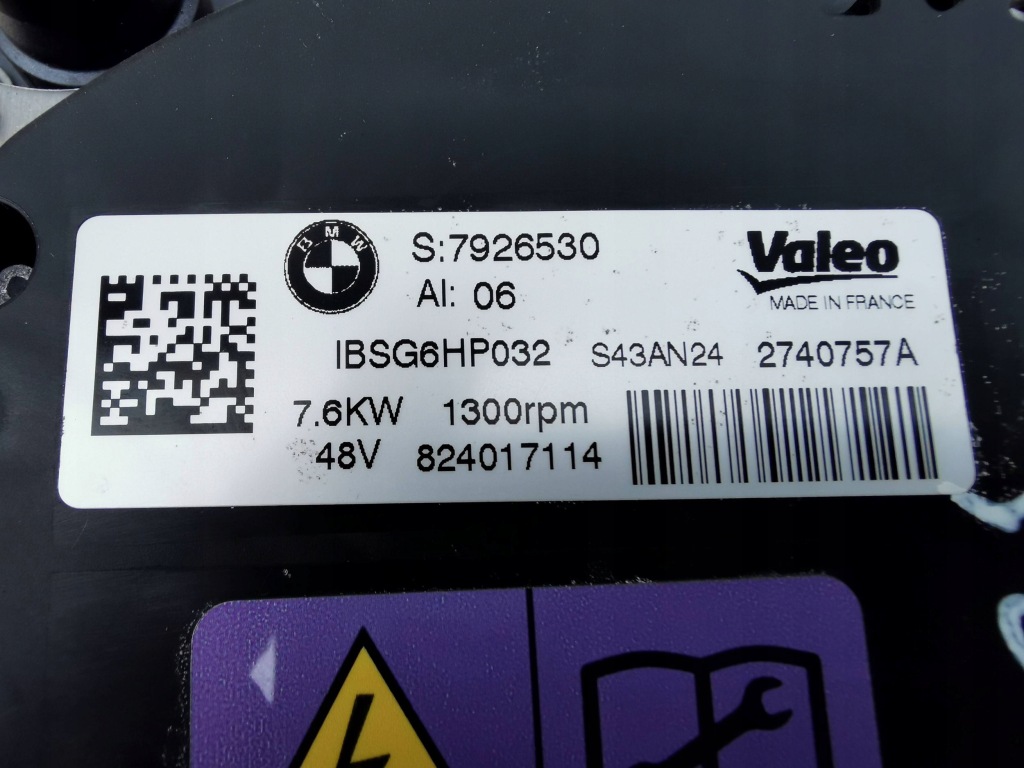 BMW
S:7926530
Valeo
AI: 06
MADE IN FRANCE
IBSG6HP032 S43AN24 2740757A
7.6KW 1300rpm
48V 824017114